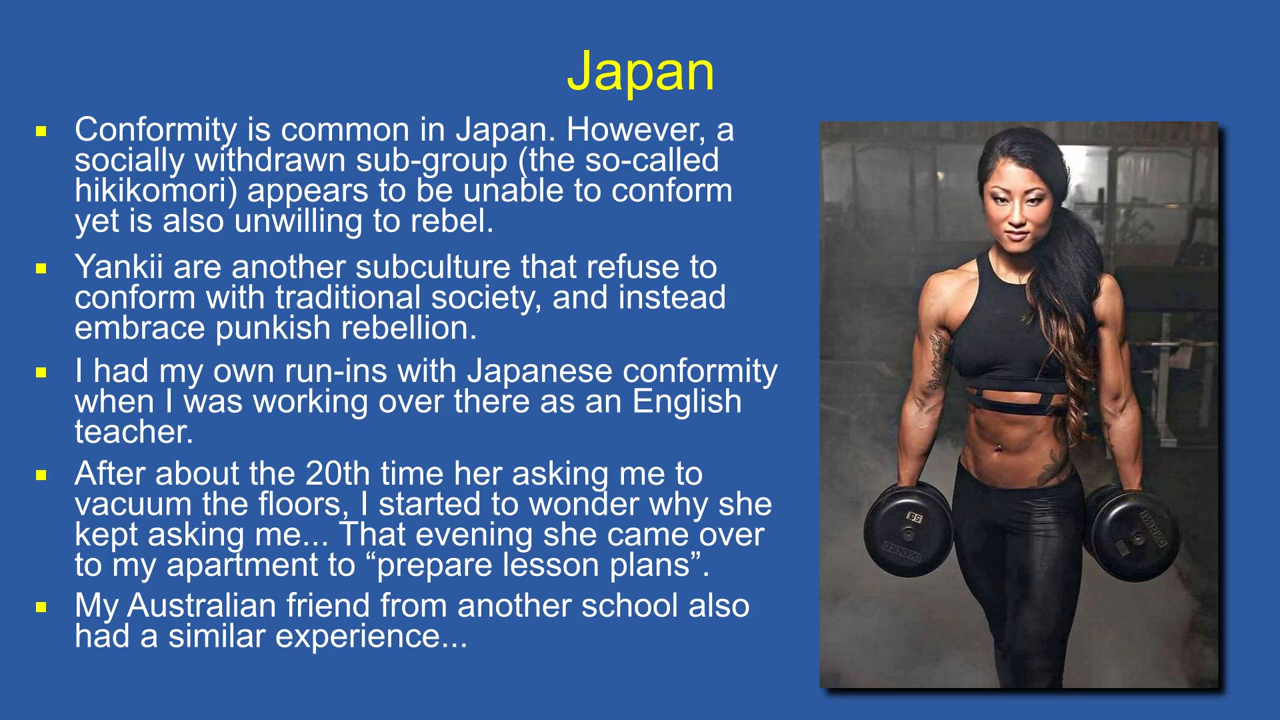 Japan
Conformity is common in Japan. However, a
socially withdrawn sub-group (the so-called
hikikomori) appears to be unable to conform
yet is also unwilling to rebel.
Yankii are another subculture that refuse to
conform with traditional society, and instead
embrace punkish rebellion.
I had my own run-ins with Japanese conformity
when I was working over there as an English
teacher.
After about the 20th time her asking me to
vacuum the floors, I started to wonder why she
kept asking me... That evening she came over
to my apartment to “prepare lesson plans”.
My Australian friend from another school also
had a similar experience...
IVANKO
IVANKO